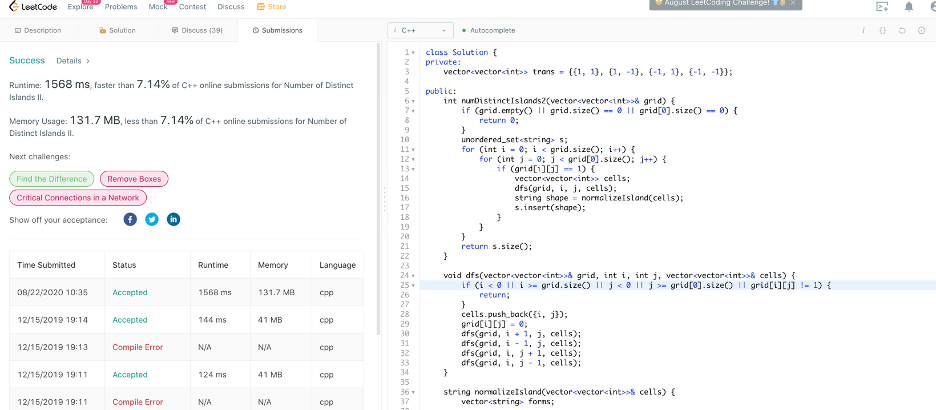 LeetCode Explore Problems Mock Contest Discuss Store August LeetCoding Challenge!
Description Solution Discuss (39) Submissions
C++ Autocomplete
Success Details >
Runtime: 1568 ms, faster than 7.14% of C++ online submissions for Number of Distinct
Islands II.
Memory Usage: 131.7 MB, less than 7.14% of C++ online submissions for Number of
Distinct Islands II.
Next challenges:
Find the Difference Remove Boxes
Critical Connections in a Network
Show off your acceptance:
Time Submitted Status Runtime Memory Language
08/22/2020 10:35 Accepted 1568 ms 131.7 MB cpp
12/15/2019 19:14 Accepted 144 ms 41 MB cpp
12/15/2019 19:13 Compile Error N/A N/A cpp
12/15/2019 19:11 Accepted 124 ms 41 MB cpp
12/15/2019 19:11 Compile Error N/A N/A cpp
1 class Solution {
2 private:
3 vector<vector<int>> trans = {{1, 1}, {1, -1}, {-1, 1}, {-1, -1}};
4
5 public:
6 int numDistinctIslands2(vector<vector<int>>& grid) {
7 if (grid.empty() || grid.size() == 0 || grid[0].size() == 0) {
8 return 0;
9 }
10 unordered_set<string> s;
11 for (int i = 0; i < grid.size(); i++) {
12 for (int j = 0; j < grid[0].size(); j++) {
13 if (grid[i][j] == 1) {
14 vector<vector<int>> cells;
15 dfs(grid, i, j, cells);
16 string shape = normalizeIsland(cells);
17 s.insert(shape);
18 }
19 }
20 }
21 return s.size();
22 }
23
24 void dfs(vector<vector<int>>& grid, int i, int j, vector<vector<int>>& cells) {
25 if (i < 0 || i >= grid.size() || j < 0 || j >= grid[0].size() || grid[i][j] != 1) {
26 return;
27 }
28 cells.push_back({i, j});
29 grid[i][j] = 0;
30 dfs(grid, i + 1, j, cells);
31 dfs(grid, i - 1, j, cells);
32 dfs(grid, i, j + 1, cells);
33 dfs(grid, i, j - 1, cells);
34 }
35
36 string normalizeIsland(vector<vector<int>>& cells) {
37 vector<string> forms;